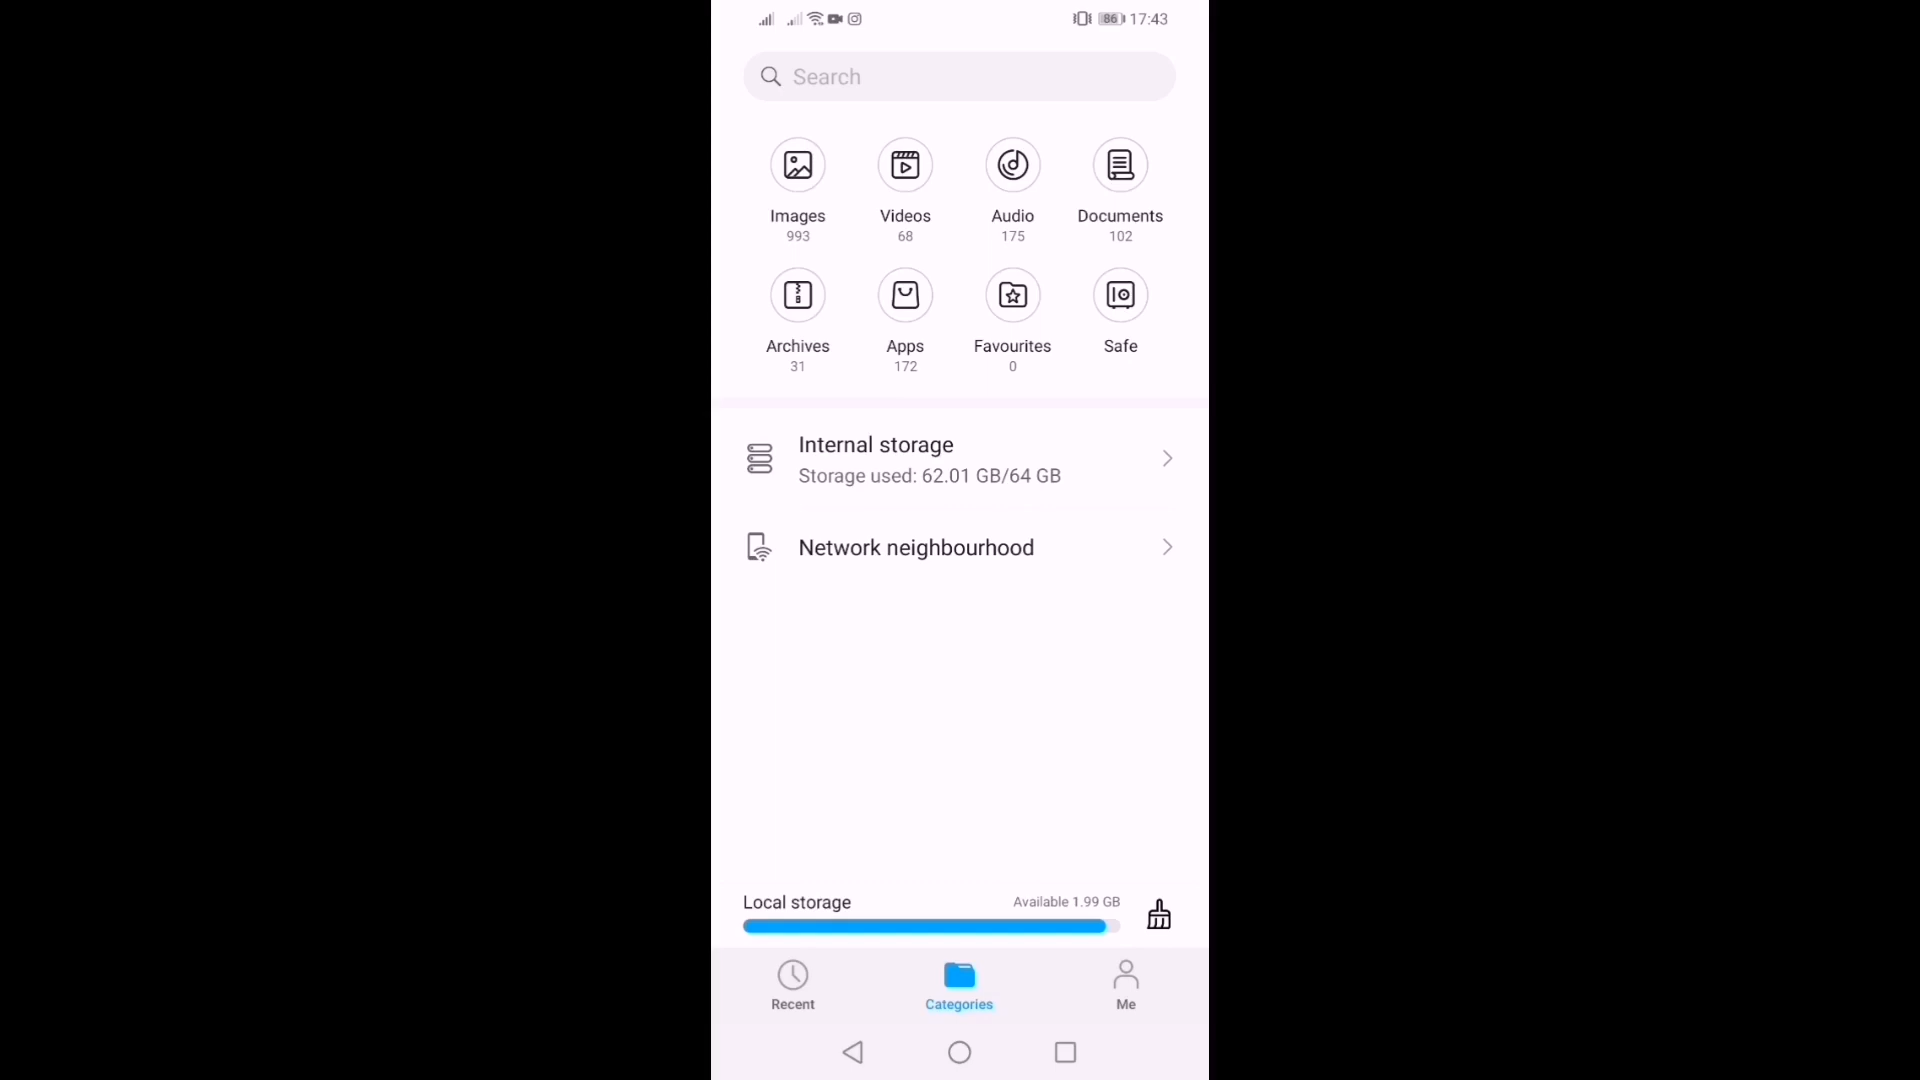 86 17:43
Search
Images Videos Audio Documents
993 68 175 102
Archives Apps Favourites Safe
31 172 0
Internal storage
Storage used: 62.01 GB/64 GB
Network neighbourhood
Local storage Available 1.99 GB
Recent Categories Me